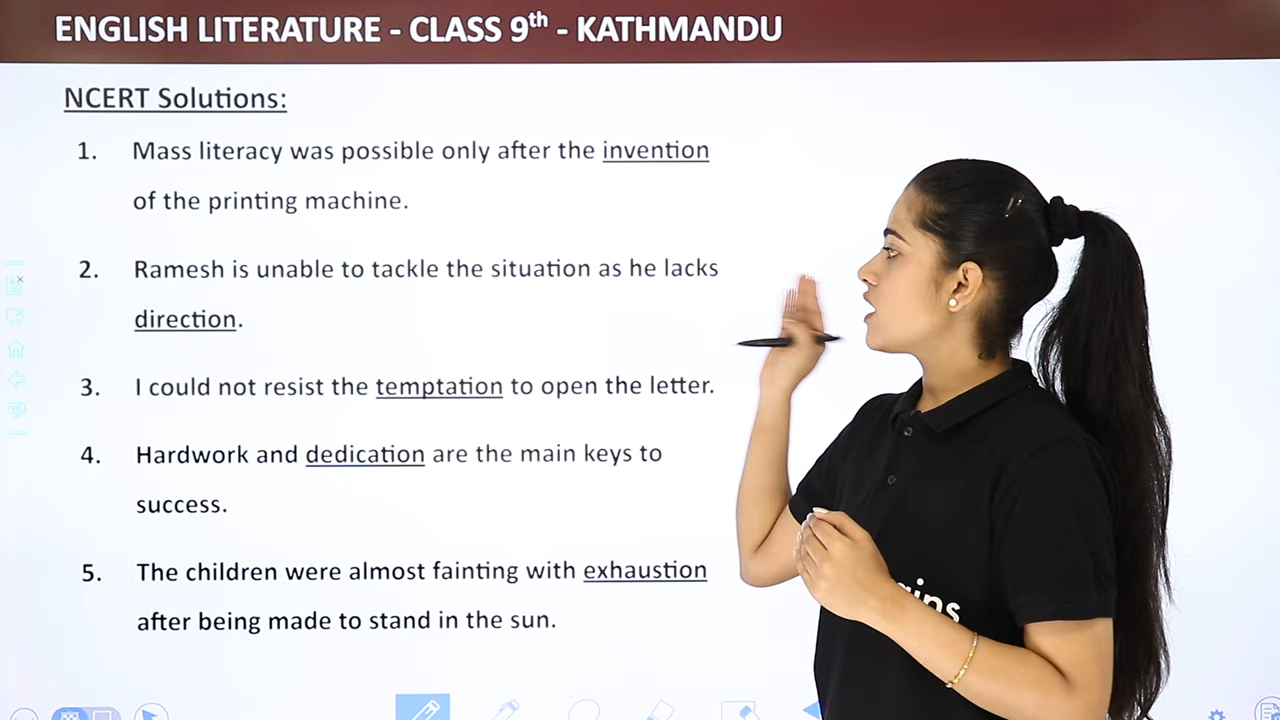 ENGLISH LITERATURE - CLASS 9th - KATHMANDU
NCERT Solutions:
1. Mass literacy was possible only after the invention
of the printing machine.
2. Ramesh is unable to tackle the situation as he lacks
direction.
3. I could not resist the temptation to open the letter.
4. Hardwork and dedication are the main keys to
success.
5. The children were almost fainting with exhaustion
after being made to stand in the sun.